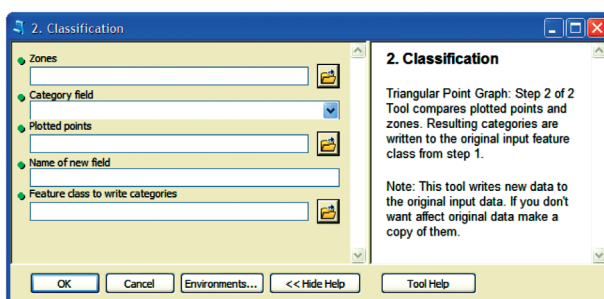 2. Classification
Zones
Category field
Plotted points
Name of new field
Feature class to write categories
2. Classification
Triangular Point Graph: Step 2 of 2
Tool compares plotted points and
zones. Resulting categories are
written to the original input feature
class from step 1.
Note: This tool writes new data to
the original input data. If you don't
want affect original data make a
copy of them.
OK
Cancel
Environments...
<< Hide Help
Tool Help